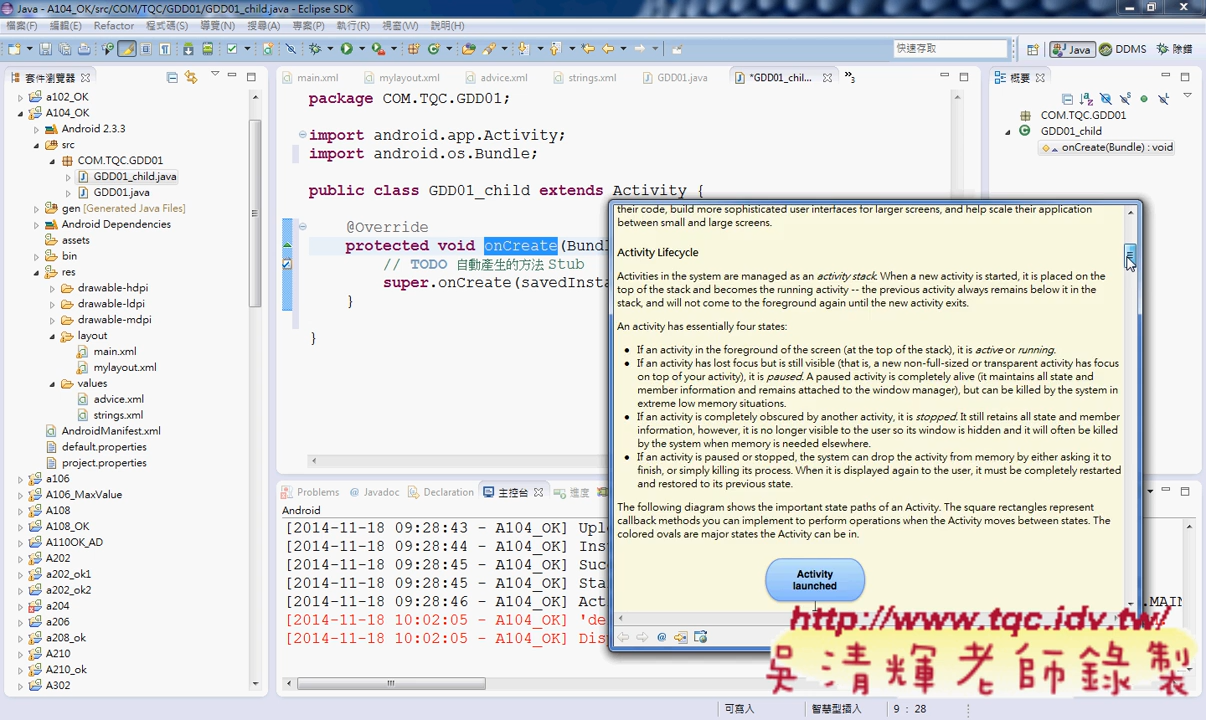 Java - A104_OK/src/COM/TQC/GDD01/GDD01_child.java - Eclipse SDK
檔案(F) 編輯(E) Refactor 程式碼(S) 導覽(N) 搜尋(A) 專案(P) 執行(R) 視窗(W) 說明(H)
快速存取
Java
DDMS
除錯
套件瀏覽器
a102_OK
A104_OK
Android 2.3.3
src
COM.TQC.GDD01
GDD01_child.java
GDD01.java
gen [Generated Java Files]
Android Dependencies
assets
bin
res
drawable-hdpi
drawable-ldpi
drawable-mdpi
layout
main.xml
mylayout.xml
values
advice.xml
strings.xml
AndroidManifest.xml
default.properties
project.properties
a106
A106_MaxValue
A108
A108_OK
A110OK_AD
A202
a202_ok1
a202_ok2
a204
a206
a208_ok
A210
A210_ok
A302
main.xml mylayout.xml advice.xml strings.xml GDD01.java *GDD01_chil... »3
package COM.TQC.GDD01;
import android.app.Activity;
import android.os.Bundle;
public class GDD01_child extends Activity {
@Override
protected void onCreate(Bund
// TODO 自動產生的方法 Stub
super.onCreate(savedInsta
}
}
概要
COM.TQC.GDD01
GDD01_child
onCreate(Bundle) : void
their code, build more sophisticated user interfaces for larger screens, and help scale their application
between small and large screens.
Activity Lifecycle
Activities in the system are managed as an activity stack. When a new activity is started, it is placed on the
top of the stack and becomes the running activity -- the previous activity always remains below it in the
stack, and will not come to the foreground again until the new activity exits.
An activity has essentially four states:
• If an activity in the foreground of the screen (at the top of the stack), it is active or running.
• If an activity has lost focus but is still visible (that is, a new non-full-sized or transparent activity has focus
on top of your activity), it is paused. A paused activity is completely alive (it maintains all state and
member information and remains attached to the window manager), but can be killed by the system in
extreme low memory situations.
• If an activity is completely obscured by another activity, it is stopped. It still retains all state and member
information, however, it is no longer visible to the user so its window is hidden and it will often be killed
by the system when memory is needed elsewhere.
• If an activity is paused or stopped, the system can drop the activity from memory by either asking it to
finish, or simply killing its process. When it is displayed again to the user, it must be completely restarted
and restored to its previous state.
The following diagram shows the important state paths of an Activity. The square rectangles represent
callback methods you can implement to perform operations when the Activity moves between states. The
colored ovals are major states the Activity can be in.
Activity
launched
Problems @ Javadoc Declaration 主控台 進度
Android
[2014-11-18 09:28:43 - A104_OK] Uplo
[2014-11-18 09:28:44 - A104_OK] Inst
[2014-11-18 09:28:45 - A104_OK] Succ
[2014-11-18 09:28:45 - A104_OK] Star
[2014-11-18 09:28:46 - A104_OK] Acti
.MAIN
[2014-11-18 10:02:05 - A104_OK] 'de
[2014-11-18 10:02:05 - A104_OK] Dis
http://www.tqc.idv.tw/
吳清輝老師錄製
可寫入 智慧型插入 9 : 28